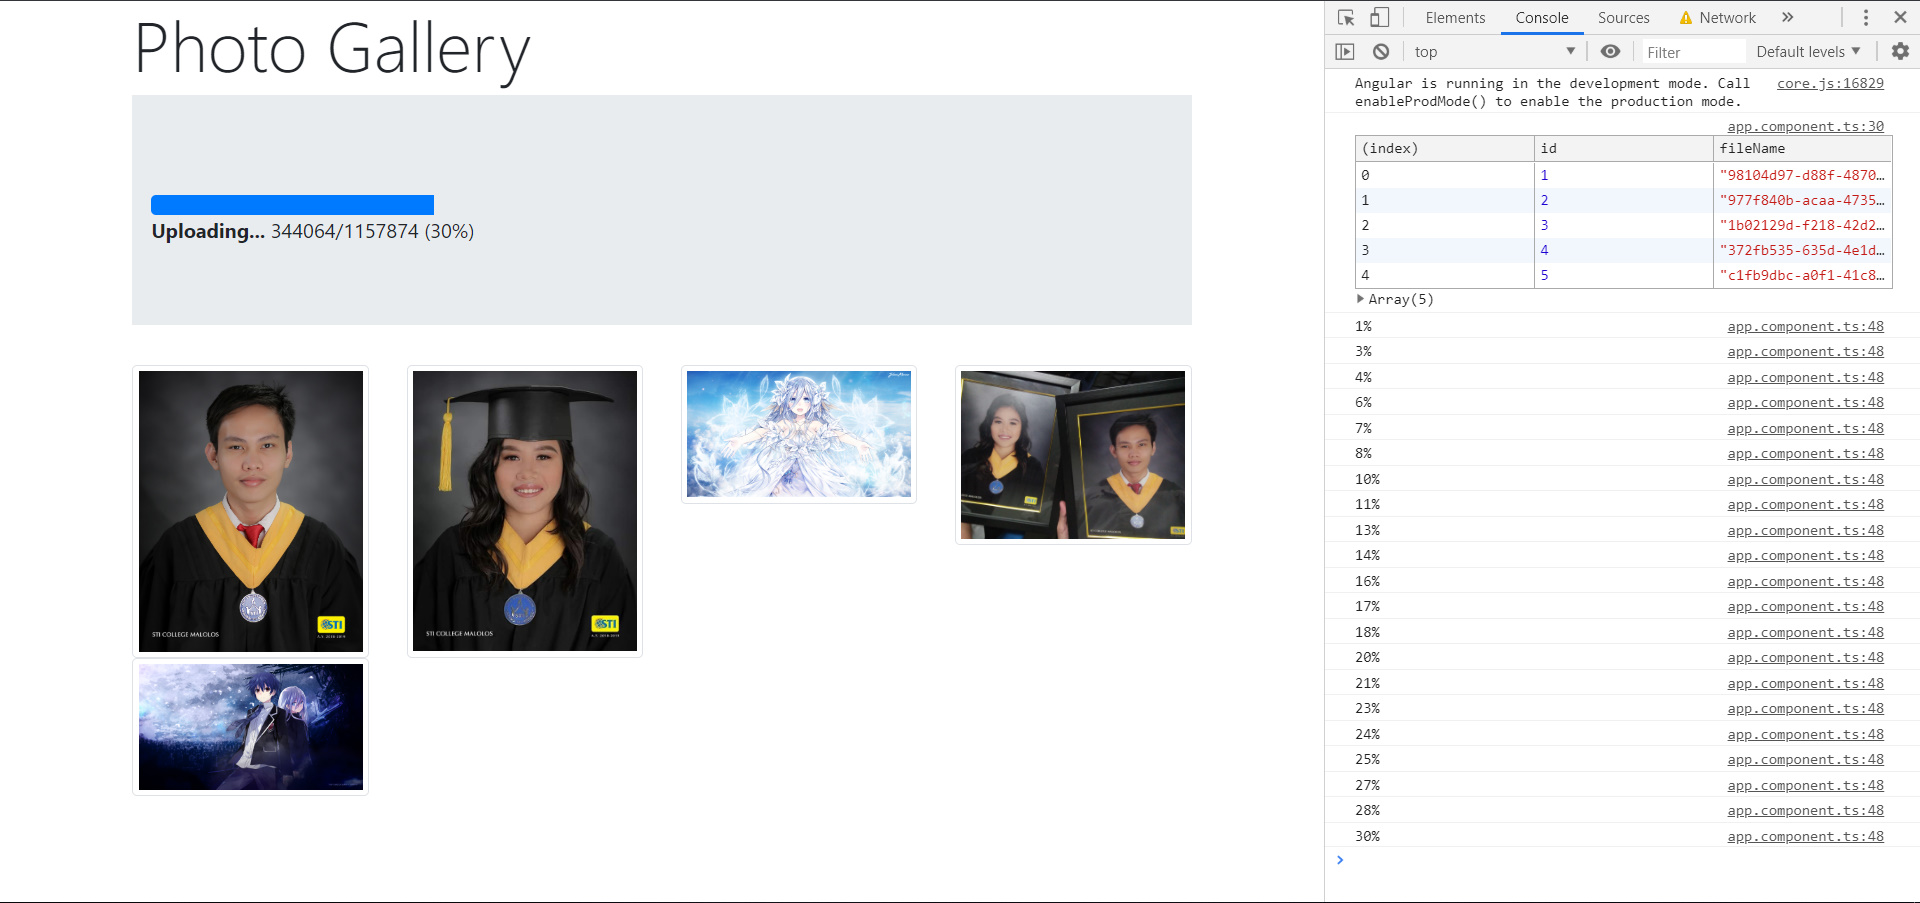 Photo Gallery
Uploading... 344064/1157874 (30%)
STI COLLEGE MALOLOS
STI
STI COLLEGE MALOLOS
STI
STI
Elements Console Sources Network »
top Filter Default levels
Angular is running in the development mode. Call core.js:16829
enableProdMode() to enable the production mode.
app.component.ts:30
(index) id fileName
0 1 "98104d97-d88f-4870…
1 2 "977f840b-acaa-4735…
2 3 "1b02129d-f218-42d2…
3 4 "372fb535-635d-4e1d…
4 5 "c1fb9dbc-a0f1-41c8…
Array(5)
1% app.component.ts:48
3% app.component.ts:48
4% app.component.ts:48
6% app.component.ts:48
7% app.component.ts:48
8% app.component.ts:48
10% app.component.ts:48
11% app.component.ts:48
13% app.component.ts:48
14% app.component.ts:48
16% app.component.ts:48
17% app.component.ts:48
18% app.component.ts:48
20% app.component.ts:48
21% app.component.ts:48
23% app.component.ts:48
24% app.component.ts:48
25% app.component.ts:48
27% app.component.ts:48
28% app.component.ts:48
30% app.component.ts:48